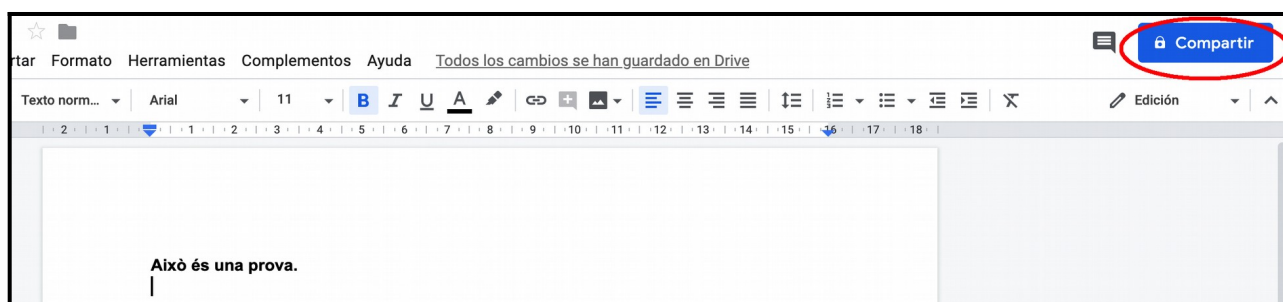 Compartir
rtar Formato Herramientas Complementos Ayuda Todos los cambios se han guardado en Drive
Texto norm... Arial 11 B I U A Edición
2 1 1 2 3 4 5 6 7 8 9 10 11 12 13 14 15 16 17 18
Això és una prova.